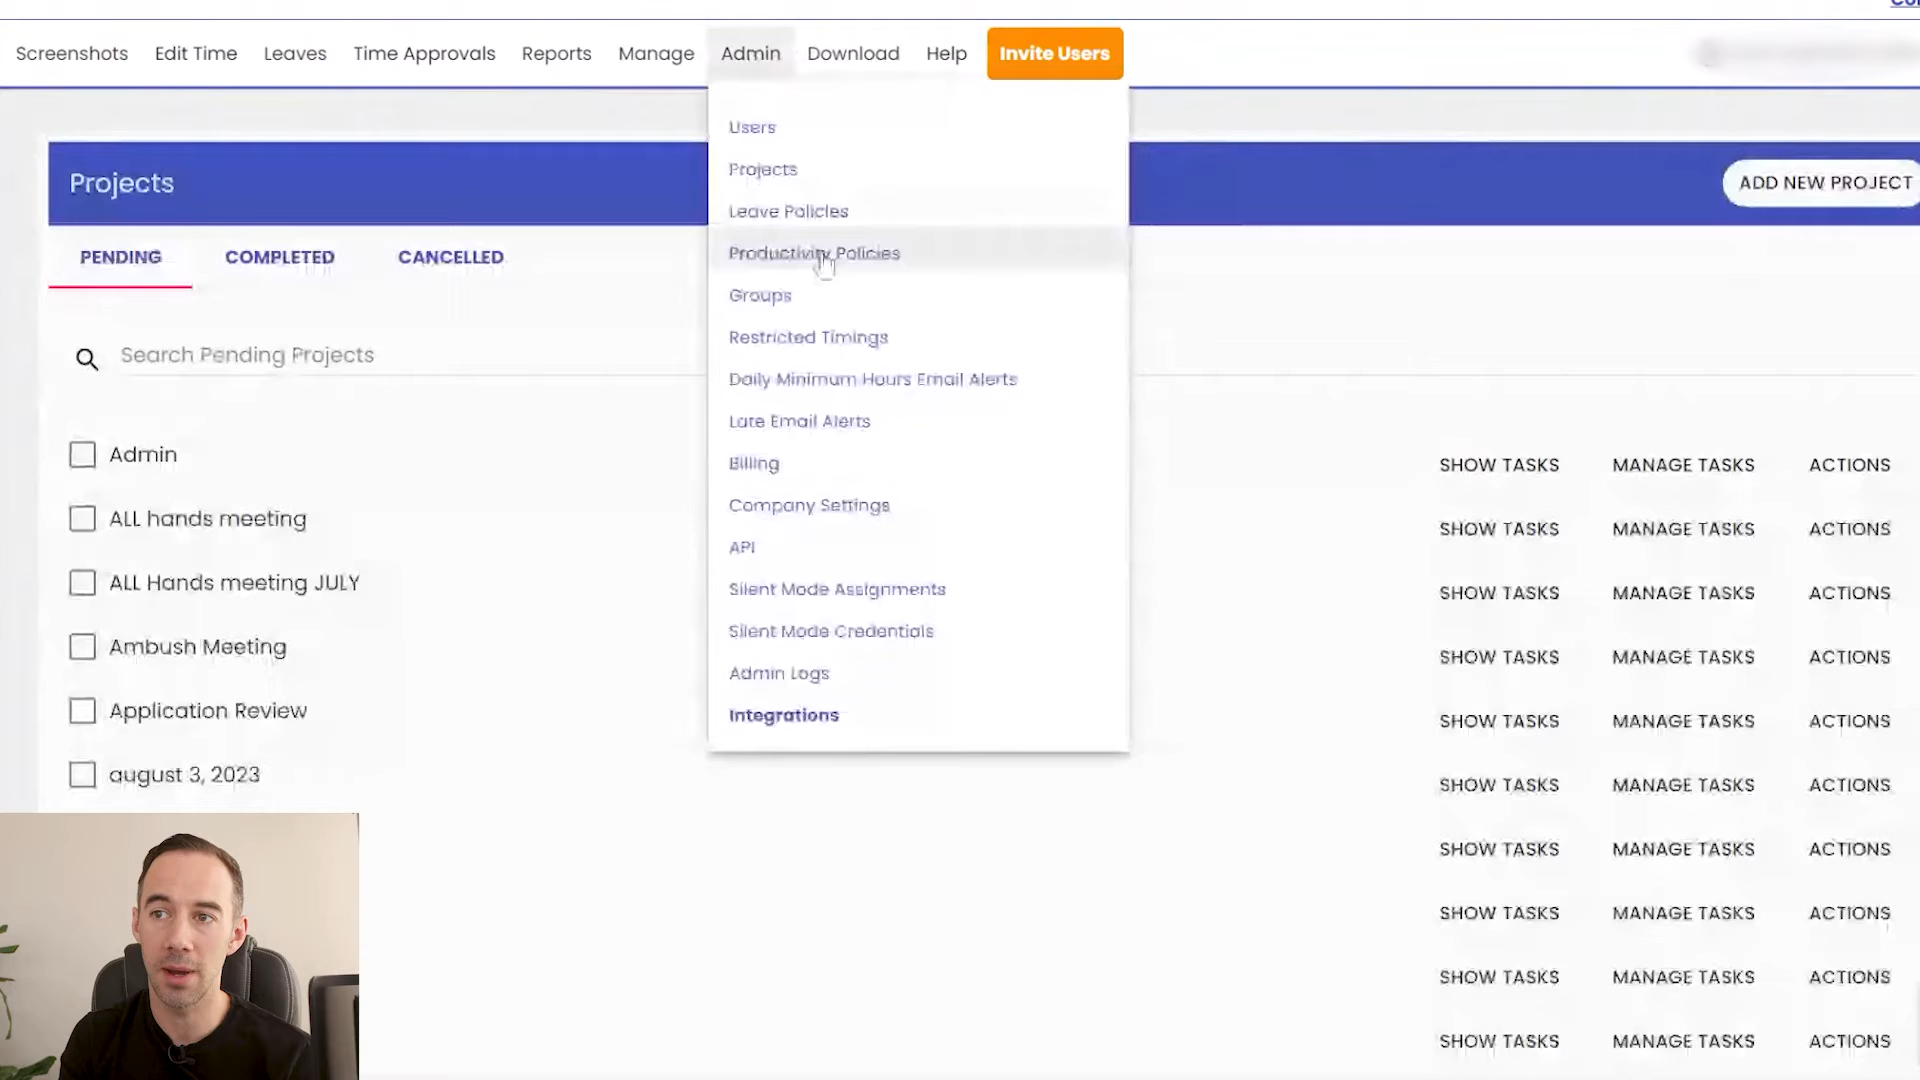 Screenshots Edit Time Leaves Time Approvals Reports Manage Admin Download Help Invite Users
Users
Projects
Leave Policies
Productivity Policies
Groups
Restricted Timings
Daily Minimum Hours Email Alerts
Late Email Alerts
Billing
Company Settings
API
Silent Mode Assignments
Silent Mode Credentials
Admin Logs
Integrations
Projects
ADD NEW PROJECT
PENDING COMPLETED CANCELLED
Search Pending Projects
Admin
SHOW TASKS MANAGE TASKS ACTIONS
ALL hands meeting
SHOW TASKS MANAGE TASKS ACTIONS
ALL Hands meeting JULY
SHOW TASKS MANAGE TASKS ACTIONS
Ambush Meeting
SHOW TASKS MANAGE TASKS ACTIONS
Application Review
SHOW TASKS MANAGE TASKS ACTIONS
august 3, 2023
SHOW TASKS MANAGE TASKS ACTIONS
SHOW TASKS MANAGE TASKS ACTIONS
SHOW TASKS MANAGE TASKS ACTIONS
SHOW TASKS MANAGE TASKS ACTIONS
SHOW TASKS MANAGE TASKS ACTIONS